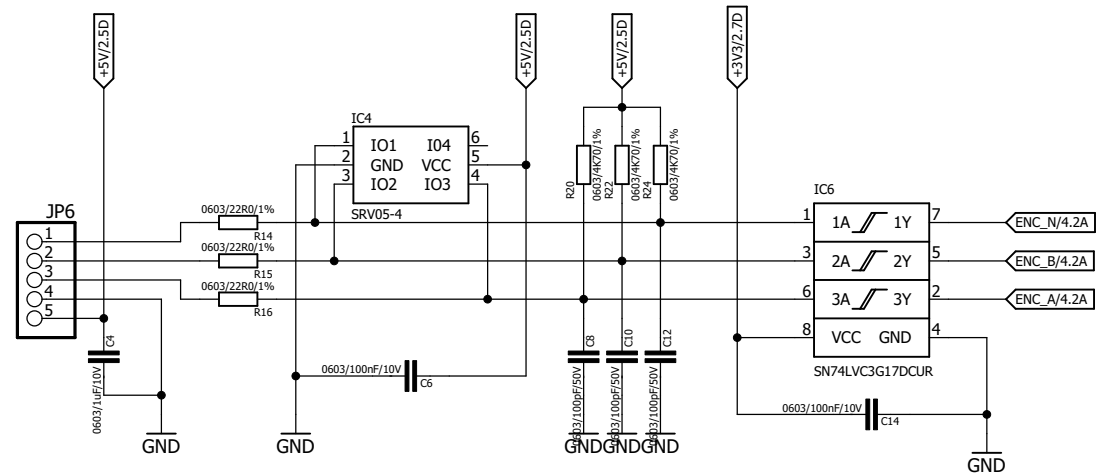 +5V/2.5D
+5V/2.5D
+5V/2.5D
+3V3/2.7D
IC4
1 IO1 I04 6
2 GND VCC 5
3 IO2 IO3 4
SRV05-4
R20
0603/4K70/1%
R22
0603/4K70/1%
R24
0603/4K70/1%
IC6
JP6
1
2
3
4
5
0603/22R0/1%
R14
0603/22R0/1%
R15
0603/22R0/1%
R16
1 1A 1Y 7
ENC_N/4.2A
3 2A 2Y 5
ENC_B/4.2A
6 3A 3Y 2
ENC_A/4.2A
8 VCC GND 4
SN74LVC3G17DCUR
C4
0603/1uF/10V
0603/100nF/10V
C6
C8
0603/100pF/50V
C10
0603/100pF/50V
C12
0603/100pF/50V
0603/100nF/10V
C14
GND
GND
GND
GND
GND
GND